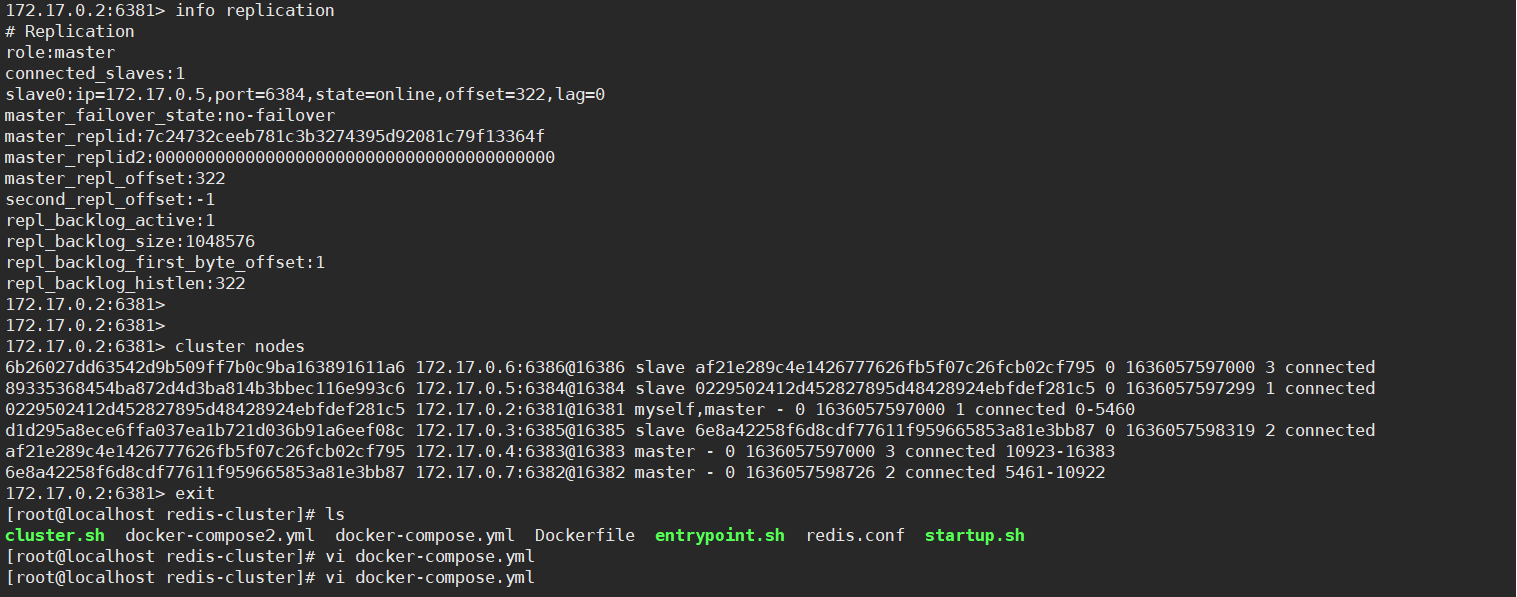 172.17.0.2:6381> info replication
# Replication
role:master
connected_slaves:1
slave0:ip=172.17.0.5,port=6384,state=online,offset=322,lag=0
master_failover_state:no-failover
master_replid:7c24732ceeb781c3b3274395d92081c79f13364f
master_replid2:0000000000000000000000000000000000000000
master_repl_offset:322
second_repl_offset:-1
repl_backlog_active:1
repl_backlog_size:1048576
repl_backlog_first_byte_offset:1
repl_backlog_histlen:322
172.17.0.2:6381>
172.17.0.2:6381>
172.17.0.2:6381> cluster nodes
6b26027dd63542d9b509ff7b0c9ba163891611a6 172.17.0.6:6386@16386 slave af21e289c4e1426777626fb5f07c26fcb02cf795 0 1636057597000 3 connected
89335368454ba872d4d3ba814b3bbec116e993c6 172.17.0.5:6384@16384 slave 0229502412d452827895d48428924ebfdef281c5 0 1636057597299 1 connected
0229502412d452827895d48428924ebfdef281c5 172.17.0.2:6381@16381 myself,master - 0 1636057597000 1 connected 0-5460
d1d295a8ece6ffa037ea1b721d036b91a6eef08c 172.17.0.3:6385@16385 slave 6e8a42258f6d8cdf77611f959665853a81e3bb87 0 1636057598319 2 connected
af21e289c4e1426777626fb5f07c26fcb02cf795 172.17.0.4:6383@16383 master - 0 1636057597000 3 connected 10923-16383
6e8a42258f6d8cdf77611f959665853a81e3bb87 172.17.0.7:6382@16382 master - 0 1636057598726 2 connected 5461-10922
172.17.0.2:6381> exit
[root@localhost redis-cluster]# ls
cluster.sh  docker-compose2.yml  docker-compose.yml  Dockerfile  entrypoint.sh  redis.conf  startup.sh
[root@localhost redis-cluster]# vi docker-compose.yml
[root@localhost redis-cluster]# vi docker-compose.yml